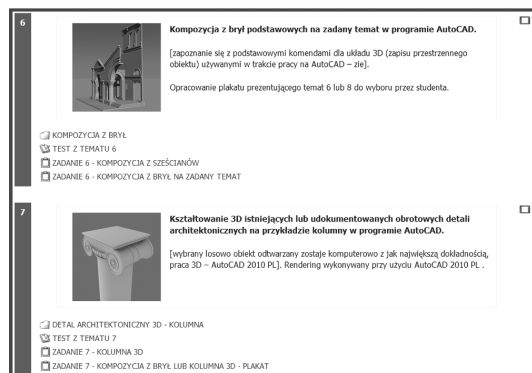 6
Kompozycja z brył podstawowych na zadany temat w programie AutoCAD.
[zapoznanie się z podstawowymi komendami dla układu 3D (zapisu przestrzennego
obiektu) używanymi w trakcie pracy na AutoCAD – zie].
Opracowanie plakatu prezentującego temat 6 lub 8 do wyboru przez studenta.
KOMPOZYCJA Z BRYŁ
TEST Z TEMATU 6
ZADANIE 6 - KOMPOZYCJA Z SZEŚCIANÓW
ZADANIE 6 - KOMPOZYCJA Z BRYŁ NA ZADANY TEMAT
7
Kształtowanie 3D istniejących lub udokumentowanych obrotowych detali
architektonicznych na przykładzie kolumny w programie AutoCAD.
[wybrany losowo obiekt odtwarzany zostaje komputerowo z jak największą dokładnością,
praca 3D – AutoCAD 2010 PL]. Rendering wykonywany przy użyciu AutoCAD 2010 PL .
DETAL ARCHITEKTONICZNY 3D - KOLUMNA
TEST Z TEMATU 7
ZADANIE 7 - KOLUMNA 3D
ZADANIE 7 - KOMPOZYCJA Z BRYŁ LUB KOLUMNA 3D - PLAKAT